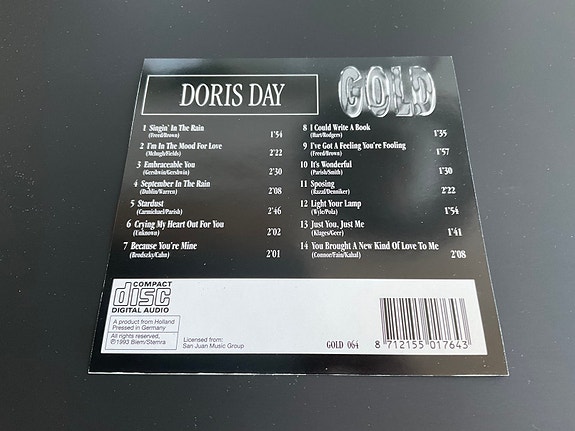 DORIS DAY
GOLD
1 Singin' In The Rain
(Freed/Brown)
1'54
2 I'm In The Mood For Love
(Mchugh/Fields)
2'22
3 Embraceable You
(Gershwin/Gershwin)
2'30
4 September In The Rain
(Dublin/Warren)
2'08
5 Stardust
(Carmichael/Parish)
2'46
6 Crying My Heart Out For You
(Unknown)
2'02
7 Because You're Mine
(Brodszky/Cahn)
2'01
8 I Could Write A Book
(Hart/Rodgers)
1'35
9 I've Got A Feeling You're Fooling
(Freed/Brown)
1'57
10 It's Wonderful
(Parish/Smith)
1'30
11 Sposing
(Razaf/Denniker)
2'22
12 Light Your Lamp
(Wyle/Pola)
1'54
13 Just You, Just Me
(Klages/Greer)
1'41
14 You Brought A New Kind Of Love To Me
(Connor/Fain/Kahal)
2'08
COMPACT
disc
DIGITAL AUDIO
A product from Holland
Pressed in Germany
All rights reserved,
℗1993 Biem/Stemra
Licensed from:
San Juan Music Group
GOLD 064
8 712155 017643